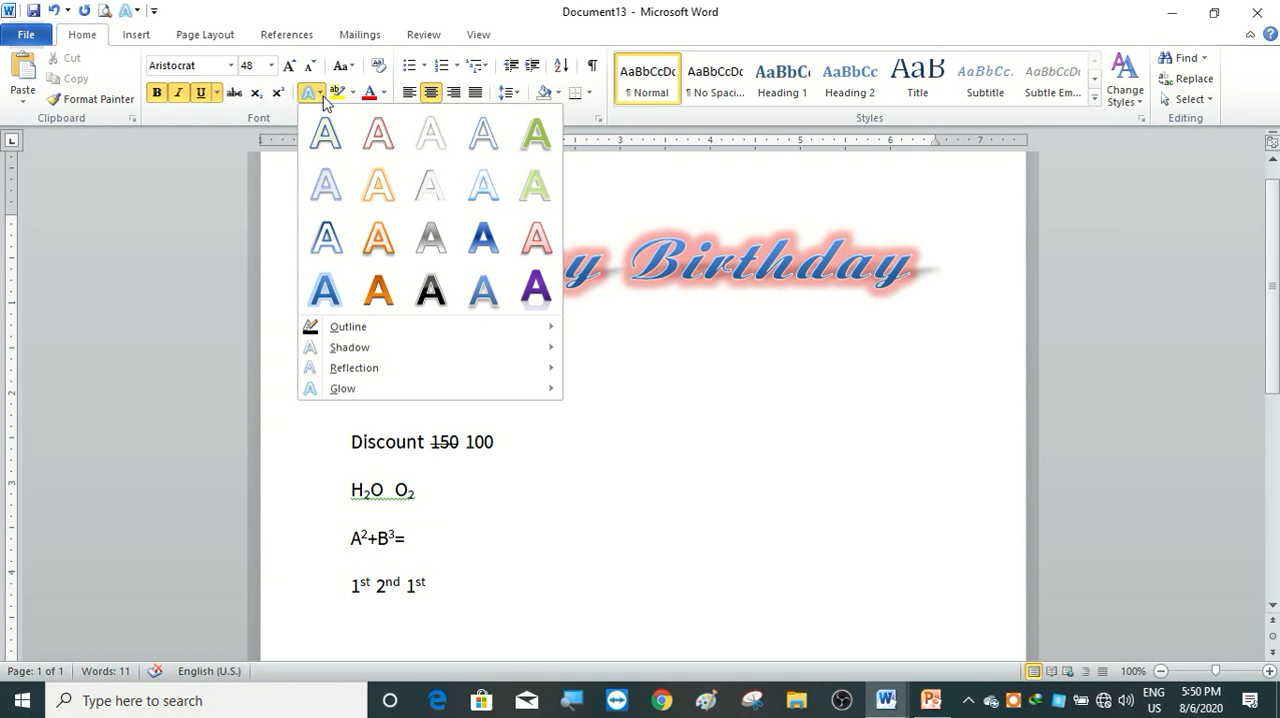 Document13 - Microsoft Word
File Home Insert Page Layout References Mailings Review View
Paste
Cut
Copy
Format Painter
Clipboard
Aristocrat 48
Aa
B I U abc X₂ X²
Font
AaBbCcDc AaBbCcDc AaBbC AaBbCc AaB AaBbCc. AaBbCcDc
¶ Normal ¶ No Spaci... Heading 1 Heading 2 Title Subtitle Subtle Em...
Change Styles
Styles
Find
Replace
Select
Editing
Outline
Shadow
Reflection
Glow
y Birthday
Discount 150 100
H₂O O₂
A²+B³=
1st 2nd 1st
Page: 1 of 1 Words: 11 English (U.S.) 100%
Type here to search
ENG
US
5:50 PM
8/6/2020